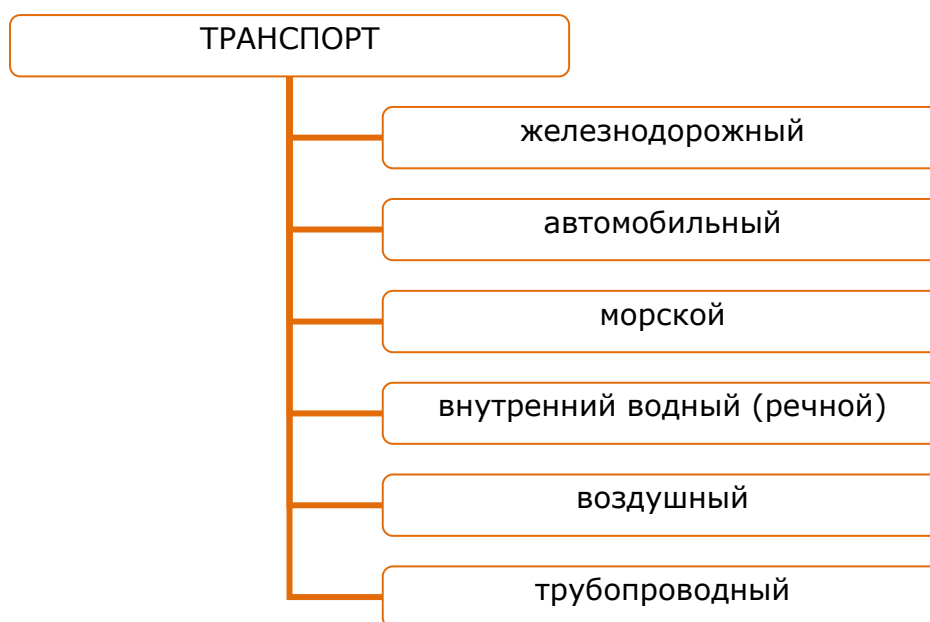 ТРАНСПОРТ
железнодорожный
автомобильный
морской
внутренний водный (речной)
воздушный
трубопроводный